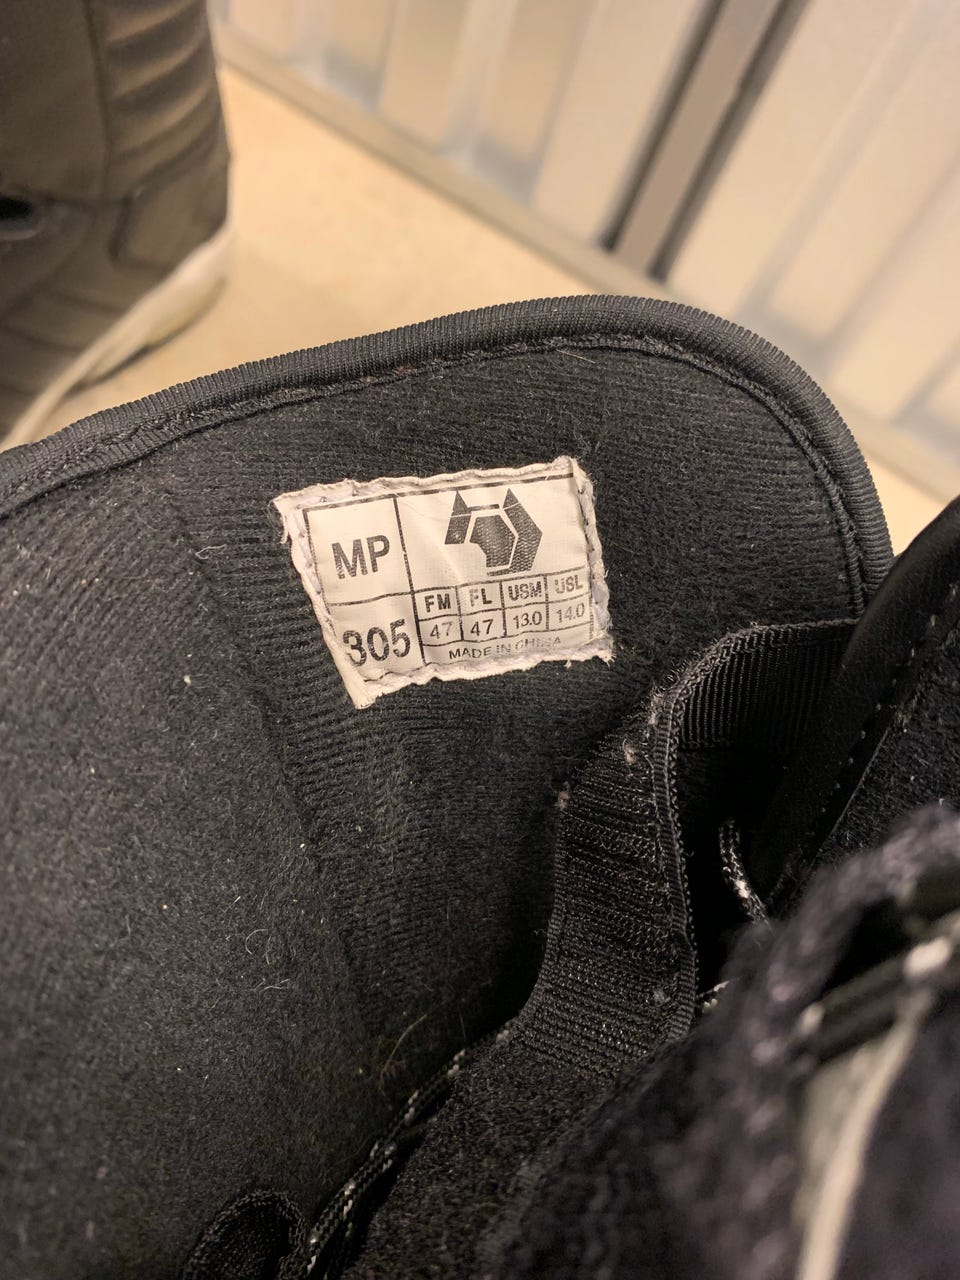 MP
305
FM FL USM USL
47 47 13.0 14.0
MADE IN CHINA